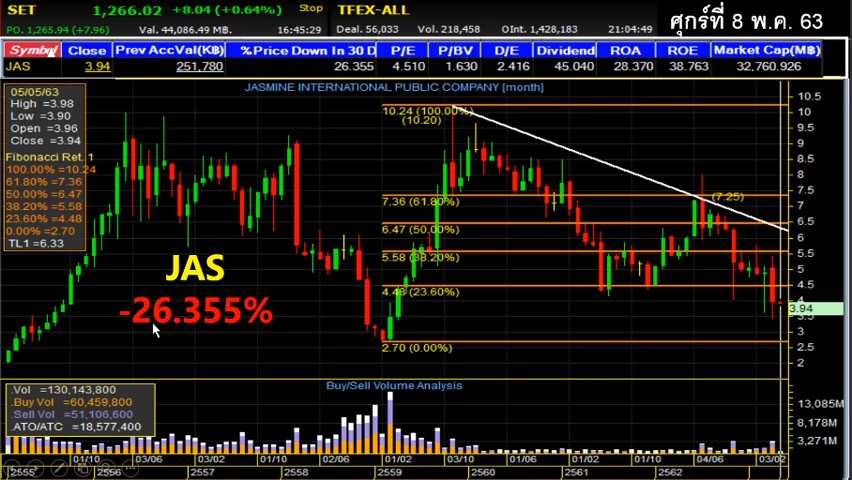 SET 1,266.02 +8.04 (+0.64%) Stop TFEX-ALL
PO. 1,265.94 (+7.96) Val. 44,086.49 MB. 16:45:29 Deal. 56,033 Vol. 218,458 OInt. 1,428,183 21:04:49
ศุกร์ที่ 8 พ.ค. 63
Symbol Close Prev AccVal(K฿) %Price Down In 30 D P/E P/BV D/E Dividend ROA ROE Market Cap(M฿)
JAS 3.94 251,780 26.355 4.510 1.630 2.416 45.040 28.370 38.763 32,760.926
JASMINE INTERNATIONAL PUBLIC COMPANY [month]
05/05/63
High =3.98
Low =3.90
Open =3.96
Close =3.94
Fibonacci Ret. 1
100.00% =10.24
61.80% =7.36
50.00% =6.47
38.20% =5.58
23.60% =4.48
0.00% =2.70
TL1 =6.33
10.24 (100.00%)
(10.20)
7.36 (61.80%)
(7.25)
6.47 (50.00%)
5.58 (38.20%)
4.48 (23.60%)
2.70 (0.00%)
JAS
-26.355%
10.5
10
9.5
9
8.5
8
7.5
7
6.5
6
5.5
5
4.5
3.94
3.5
3
2.5
2
Buy/Sell Volume Analysis
.Vol =130,143,800
.Buy Vol =60,459,800
.Sell Vol =51,106,600
.ATO/ATC =18,577,400
13,085M
8,178M
3,271M
01/10 03/06 03/02 01/10 02/06 01/02 03/10 01/10 01/02 01/10 04/06 03/02
2555 2556 2557 2558 2559 2560 2561 2562